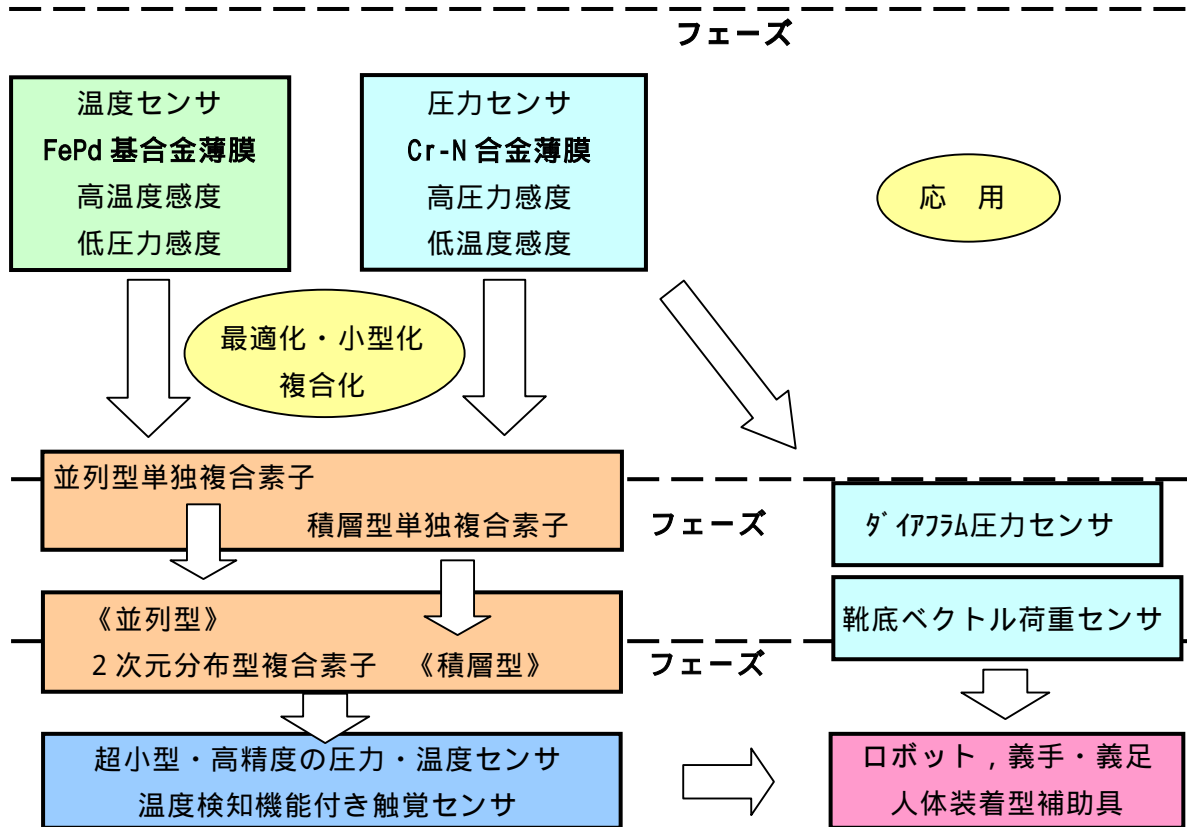 フェーズ
温度センサ
FePd 基合金薄膜
高温度感度
低圧力感度
圧力センサ
Cr-N 合金薄膜
高圧力感度
低温度感度
応　用
最適化・小型化
複合化
並列型単独複合素子
積層型単独複合素子
フェーズ
ﾀﾞｲｱﾌﾗﾑ圧力センサ
《並列型》
２次元分布型複合素子　《積層型》
フェーズ
靴底ベクトル荷重センサ
超小型・高精度の圧力・温度センサ
温度検知機能付き触覚センサ
ロボット，義手・義足
人体装着型補助具